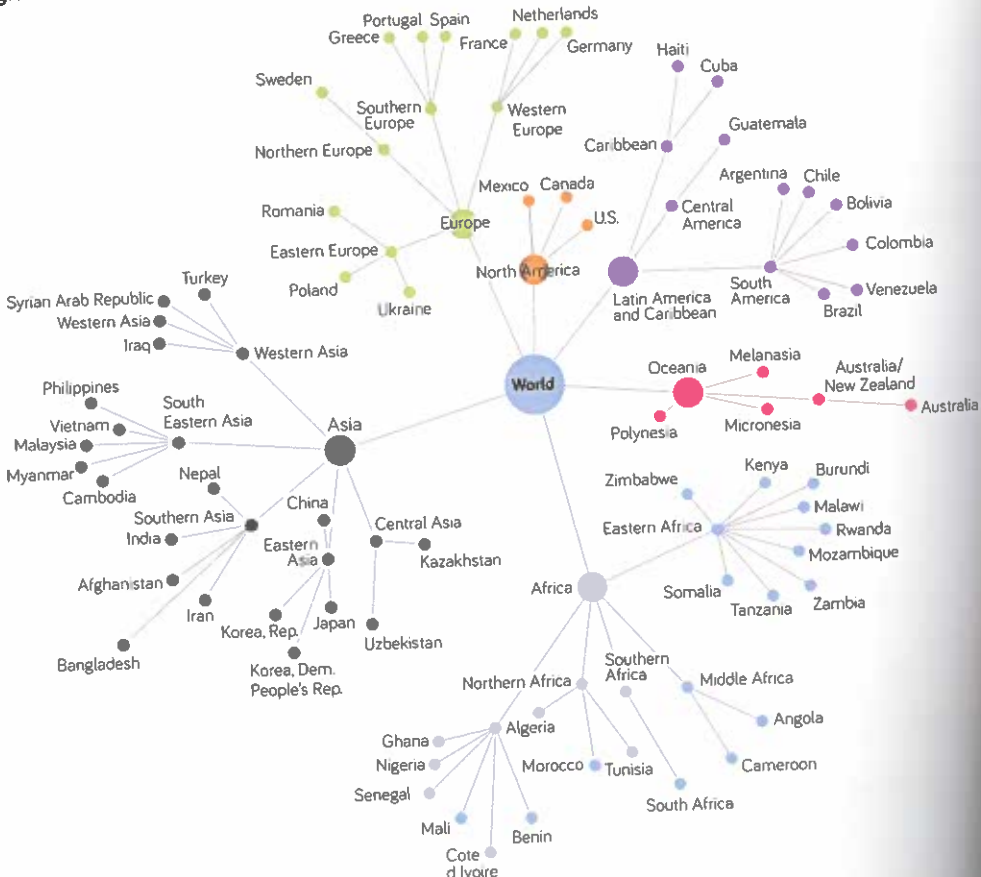 Portugal Spain
Netherlands
Greece
France
Germany
Haiti
Cuba
Sweden
Southern
Europe
Western
Europe
Guatemala
Northern Europe
Caribbean
Mexico
Canada
Argentina
Chile
Bolivia
Romania
Europe
U.S.
Central
America
Colombia
Eastern Europe
North America
South
America
Venezuela
Latin America
and Caribbean
Brazil
Poland
Ukraine
Turkey
Syrian Arab Republic
Western Asia
Iraq
Western Asia
World
Oceania
Melanasia
Australia/
New Zealand
Australia
Polynesia
Micronesia
Philippines
South
Eastern Asia
Vietnam
Malaysia
Myanmar
Cambodia
Asia
Nepal
China
Southern Asia
India
Eastern
Asia
Central Asia
Kazakhstan
Afghanistan
Iran
Korea, Rep.
Japan
Uzbekistan
Bangladesh
Korea, Dem.
People's Rep.
Zimbabwe
Kenya
Burundi
Malawi
Eastern Africa
Rwanda
Mozambique
Somalia
Tanzania
Zambia
Africa
Southern
Africa
Northern Africa
Middle Africa
Algeria
Angola
Ghana
Nigeria
Morocco
Tunisia
Cameroon
Senegal
South Africa
Mali
Benin
Cote
d Ivoire